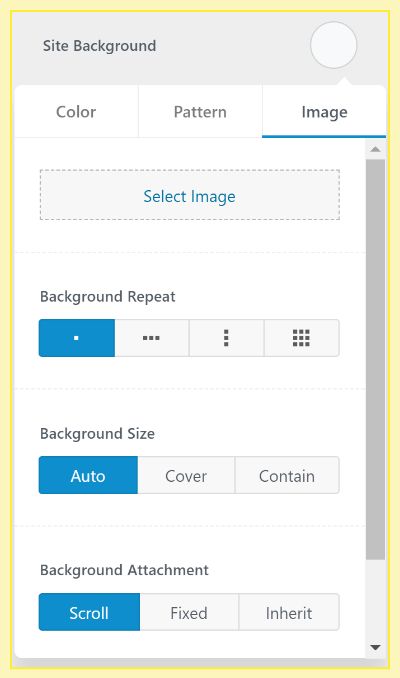 Site Background
Color Pattern Image
Select Image
Background Repeat
Background Size
Auto Cover Contain
Background Attachment
Scroll Fixed Inherit